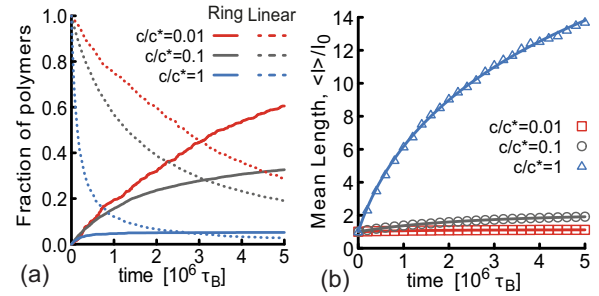 Ring Linear
c/c*=0.01
c/c*=0.1
c/c*=1
1.0
0.8
0.6
0.4
0.2
0.0
Fraction of polymers
0 1 2 3 4 5
time [10⁶ τ_B]
(a)
14
12
10
8
6
4
2
0
Mean Length, <l>/l₀
c/c*=0.01
c/c*=0.1
c/c*=1
0 1 2 3 4 5
time [10⁶ τ_B]
(b)